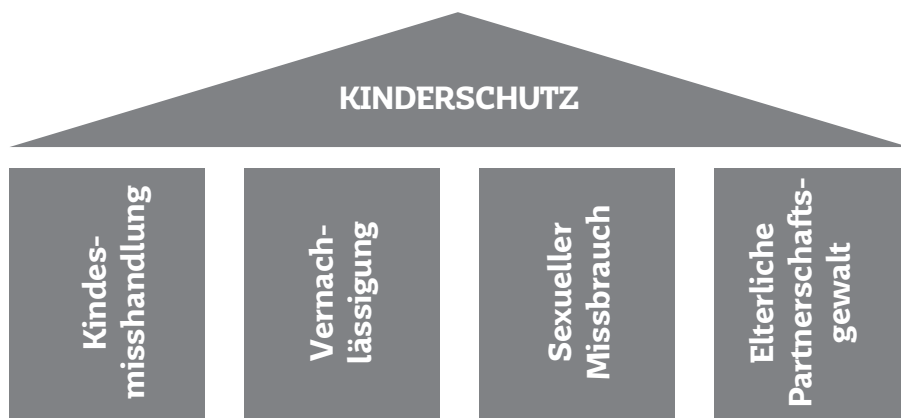 KINDERSCHUTZ
Kindes-
misshandlung
Vernach-
lässigung
Sexueller
Missbrauch
Elterliche
Partnerschafts-
gewalt